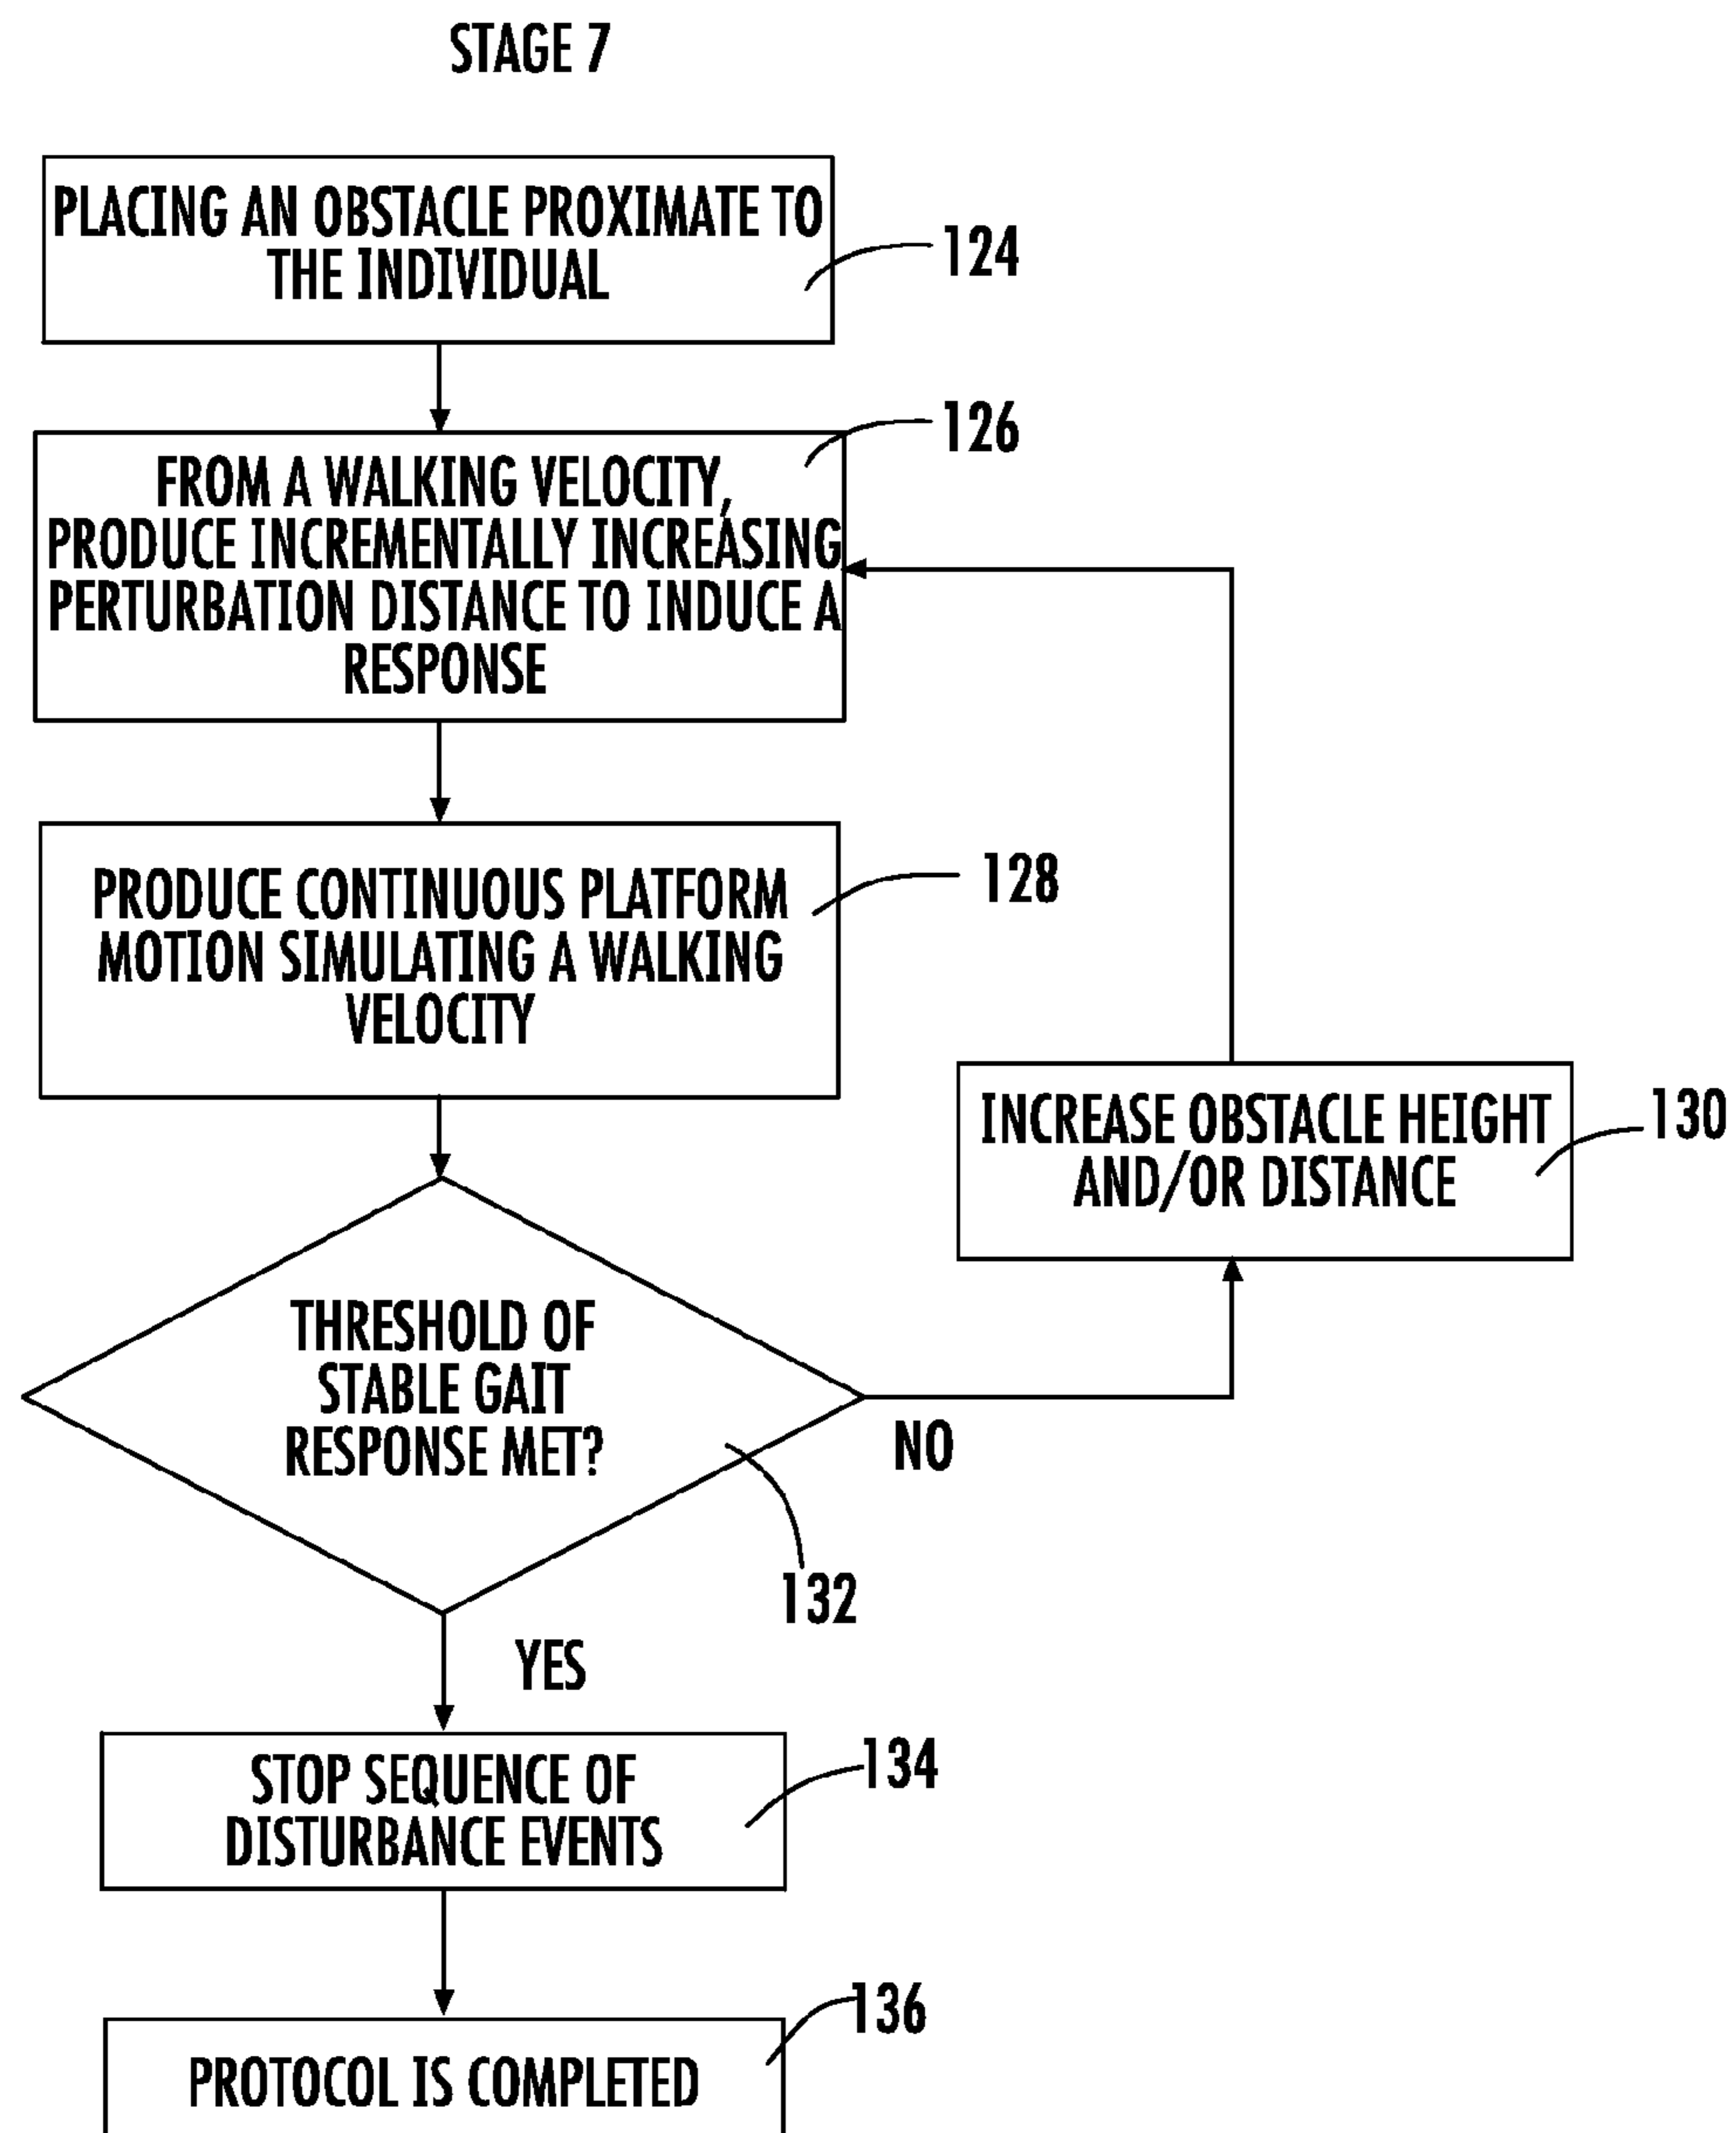 STAGE 7
PLACING AN OBSTACLE PROXIMATE TO
THE INDIVIDUAL
124
126
FROM A WALKING VELOCITY,
PRODUCE INCREMENTALLY INCREASING
PERTURBATION DISTANCE TO INDUCE A
RESPONSE
128
PRODUCE CONTINUOUS PLATFORM
MOTION SIMULATING A WALKING
VELOCITY
INCREASE OBSTACLE HEIGHT
AND/OR DISTANCE
130
THRESHOLD OF
STABLE GAIT
RESPONSE MET?
NO
132
YES
STOP SEQUENCE OF
DISTURBANCE EVENTS
134
136
PROTOCOL IS COMPLETED